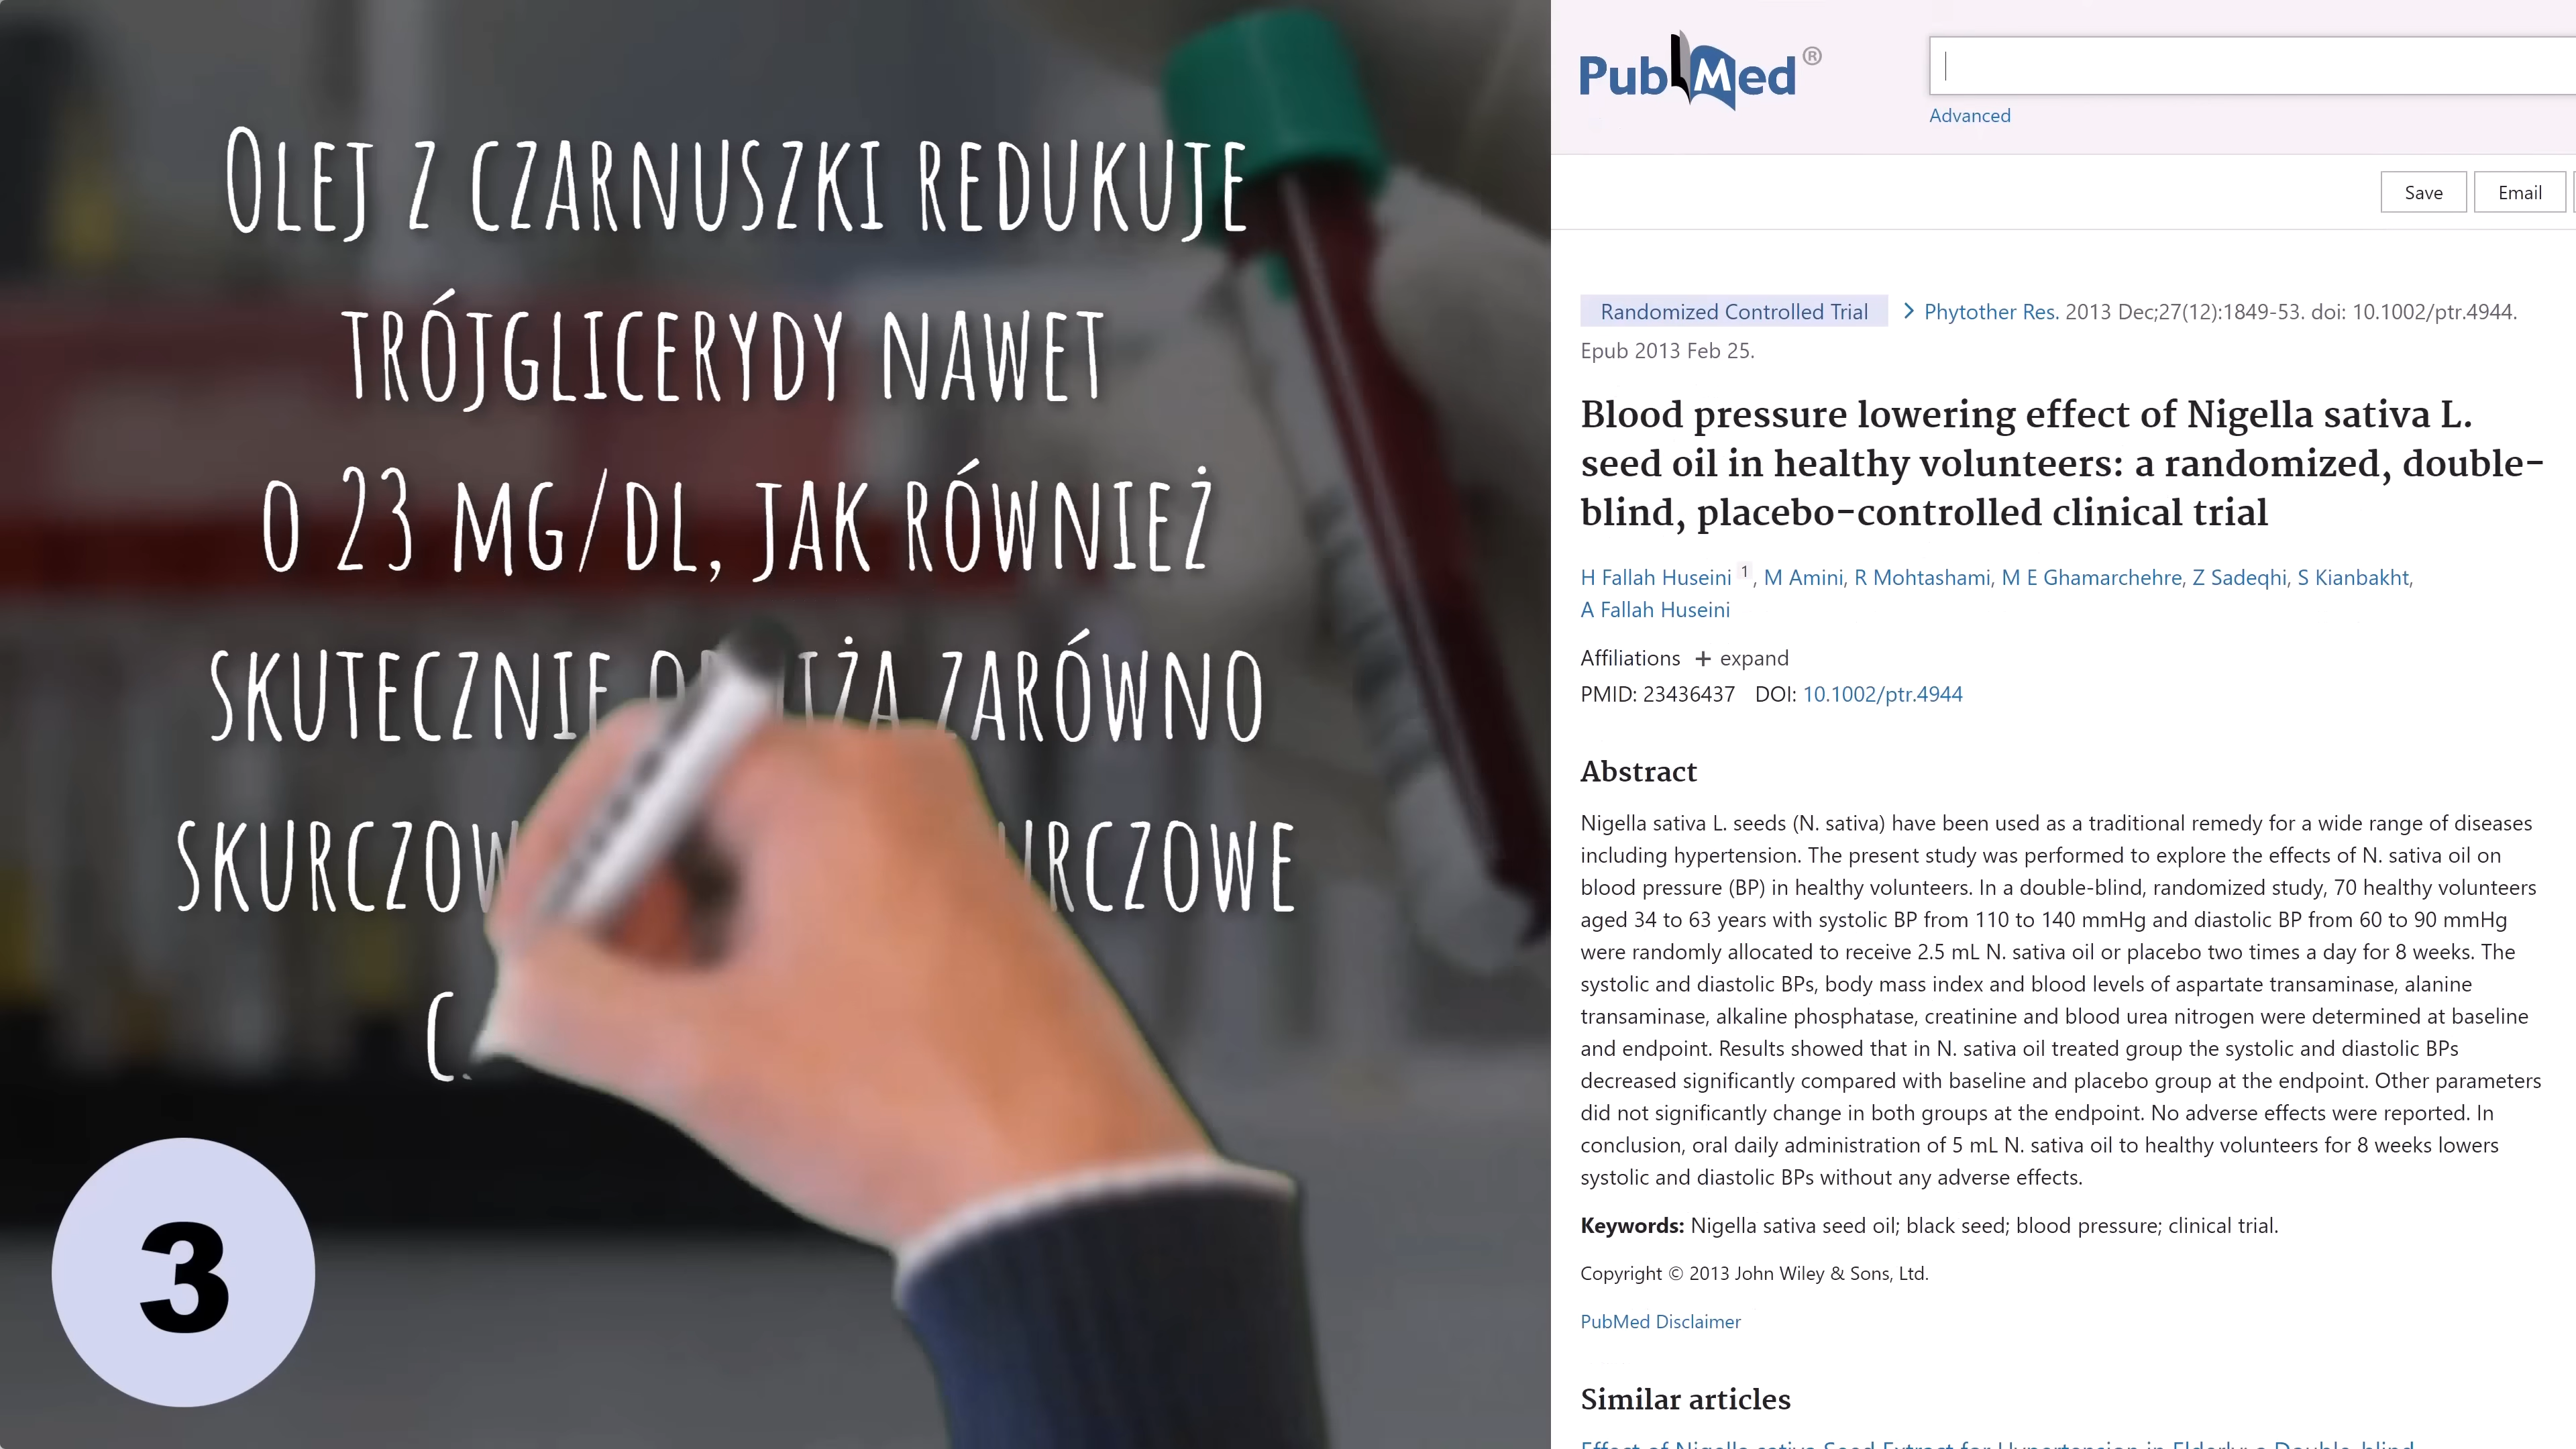 Olej z czarnuszki redukuje
trójglicerydy nawet
o 23 mg/dl, jak również
skutecznie zarówno
3
PubMed®
Advanced
Save Email
Randomized Controlled Trial > Phytother Res. 2013 Dec;27(12):1849-53. doi: 10.1002/ptr.4944.
Epub 2013 Feb 25.
Blood pressure lowering effect of Nigella sativa L.
seed oil in healthy volunteers: a randomized, double-
blind, placebo-controlled clinical trial
H Fallah Huseini 1, M Amini, R Mohtashami, M E Ghamarchehre, Z Sadeqhi, S Kianbakht,
A Fallah Huseini
Affiliations + expand
PMID: 23436437 DOI: 10.1002/ptr.4944
Abstract
Nigella sativa L. seeds (N. sativa) have been used as a traditional remedy for a wide range of diseases
including hypertension. The present study was performed to explore the effects of N. sativa oil on
blood pressure (BP) in healthy volunteers. In a double-blind, randomized study, 70 healthy volunteers
aged 34 to 63 years with systolic BP from 110 to 140 mmHg and diastolic BP from 60 to 90 mmHg
were randomly allocated to receive 2.5 mL N. sativa oil or placebo two times a day for 8 weeks. The
systolic and diastolic BPs, body mass index and blood levels of aspartate transaminase, alanine
transaminase, alkaline phosphatase, creatinine and blood urea nitrogen were determined at baseline
and endpoint. Results showed that in N. sativa oil treated group the systolic and diastolic BPs
decreased significantly compared with baseline and placebo group at the endpoint. Other parameters
did not significantly change in both groups at the endpoint. No adverse effects were reported. In
conclusion, oral daily administration of 5 mL N. sativa oil to healthy volunteers for 8 weeks lowers
systolic and diastolic BPs without any adverse effects.
Keywords: Nigella sativa seed oil; black seed; blood pressure; clinical trial.
Copyright © 2013 John Wiley & Sons, Ltd.
PubMed Disclaimer
Similar articles
Effect of Nigella sativa Seed Extract for Hypertension in Elderly: a Double-blind